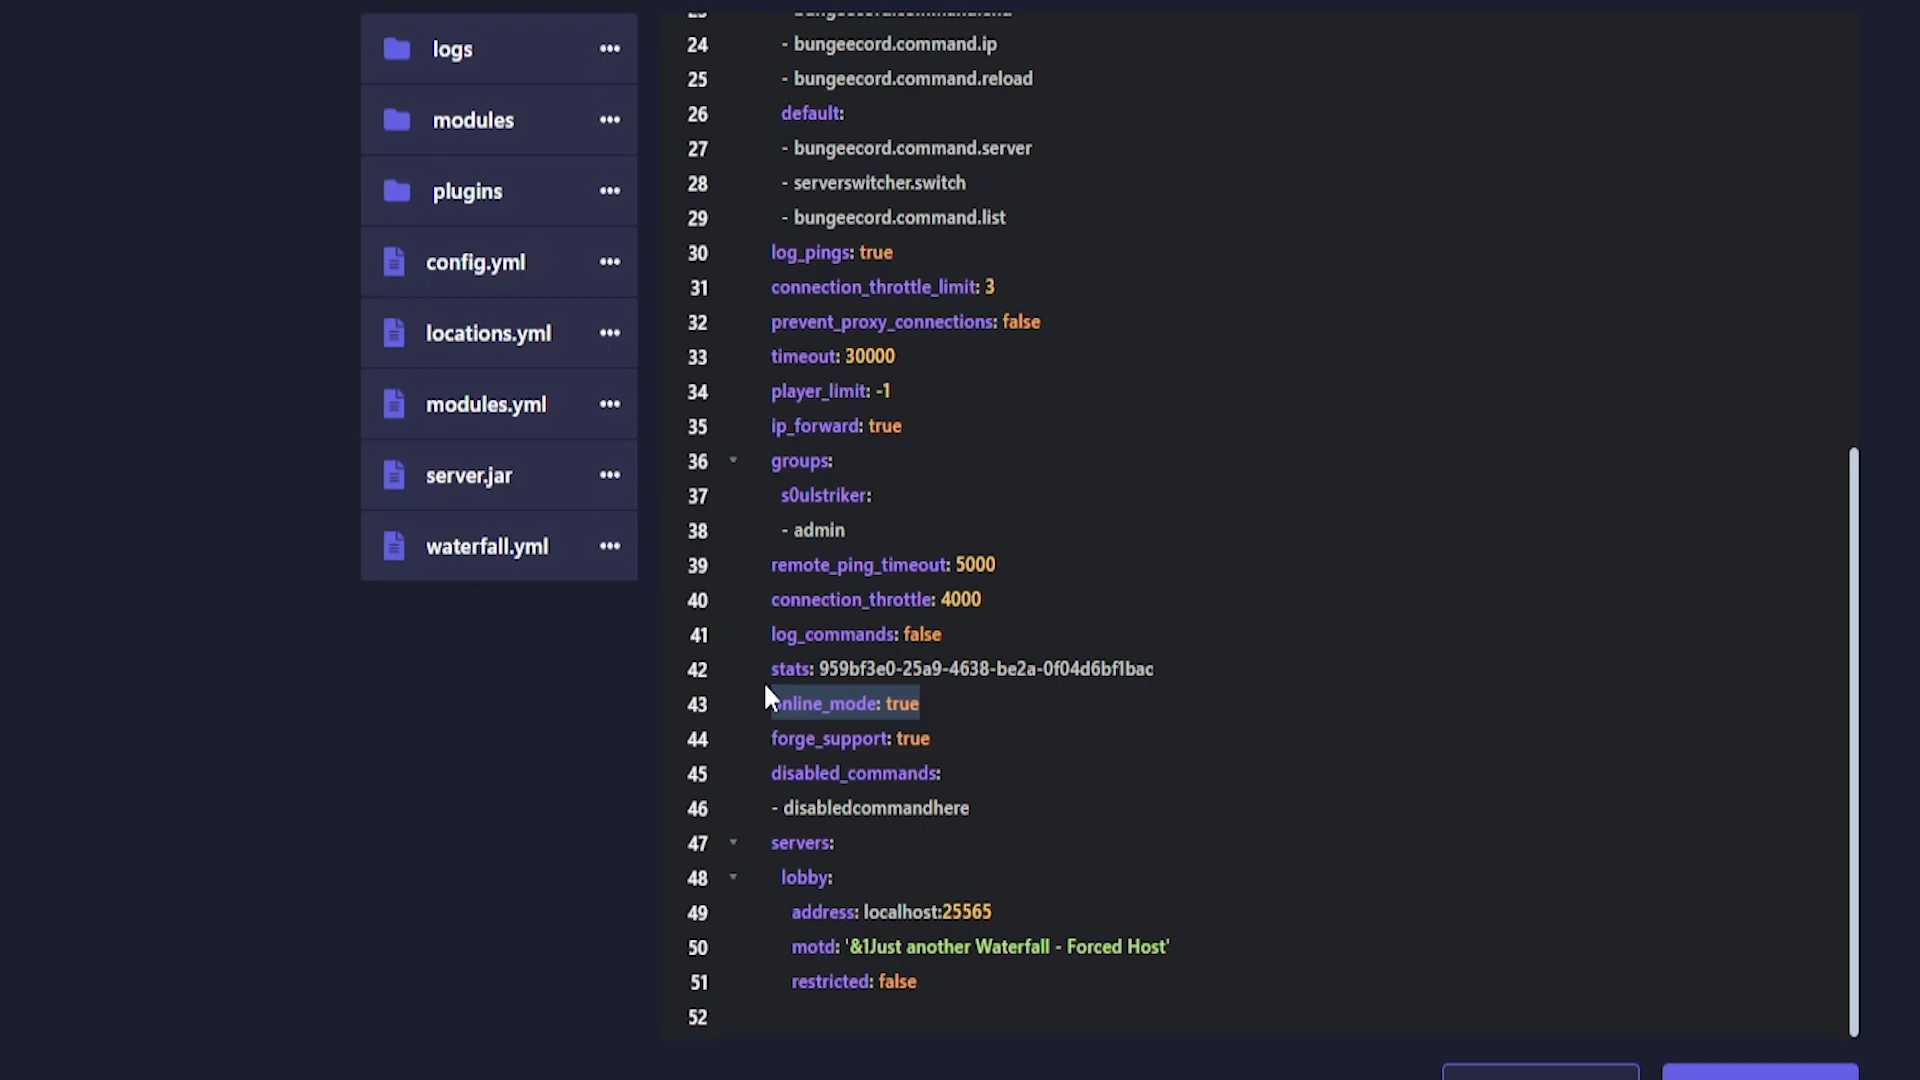 logs •••
modules •••
plugins •••
config.yml •••
locations.yml •••
modules.yml •••
server.jar •••
waterfall.yml •••
24 - bungeecord.command.ip
25 - bungeecord.command.reload
26 default:
27 - bungeecord.command.server
28 - serverswitcher.switch
29 - bungeecord.command.list
30 log_pings: true
31 connection_throttle_limit: 3
32 prevent_proxy_connections: false
33 timeout: 30000
34 player_limit: -1
35 ip_forward: true
36 groups:
37 s0ulstriker:
38 - admin
39 remote_ping_timeout: 5000
40 connection_throttle: 4000
41 log_commands: false
42 stats: 959bf3e0-25a9-4638-be2a-0f04d6bf1bac
43 online_mode: true
44 forge_support: true
45 disabled_commands:
46 - disabledcommandhere
47 servers:
48 lobby:
49 address: localhost:25565
50 motd: '&1Just another Waterfall - Forced Host'
51 restricted: false
52